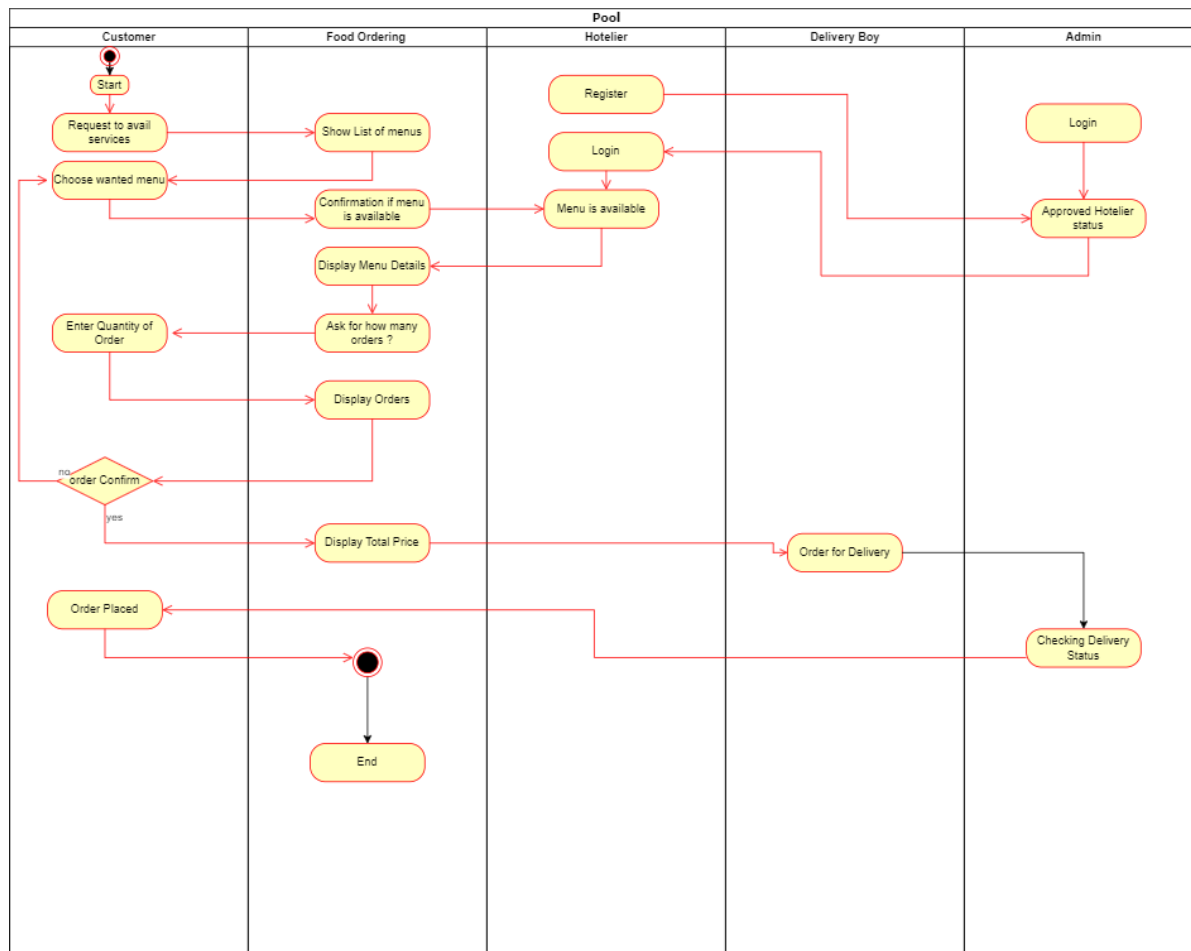 Pool
Customer
Food Ordering
Hotelier
Delivery Boy
Admin
Start
Register
Request to avail
services
Show List of menus
Login
Login
Choose wanted menu
Confirmation if menu
is available
Menu is available
Approved Hotelier
status
Display Menu Details
Enter Quantity of
Order
Ask for how many
orders ?
Display Orders
no
order Confirm
yes
Display Total Price
Order for Delivery
Order Placed
Checking Delivery
Status
End